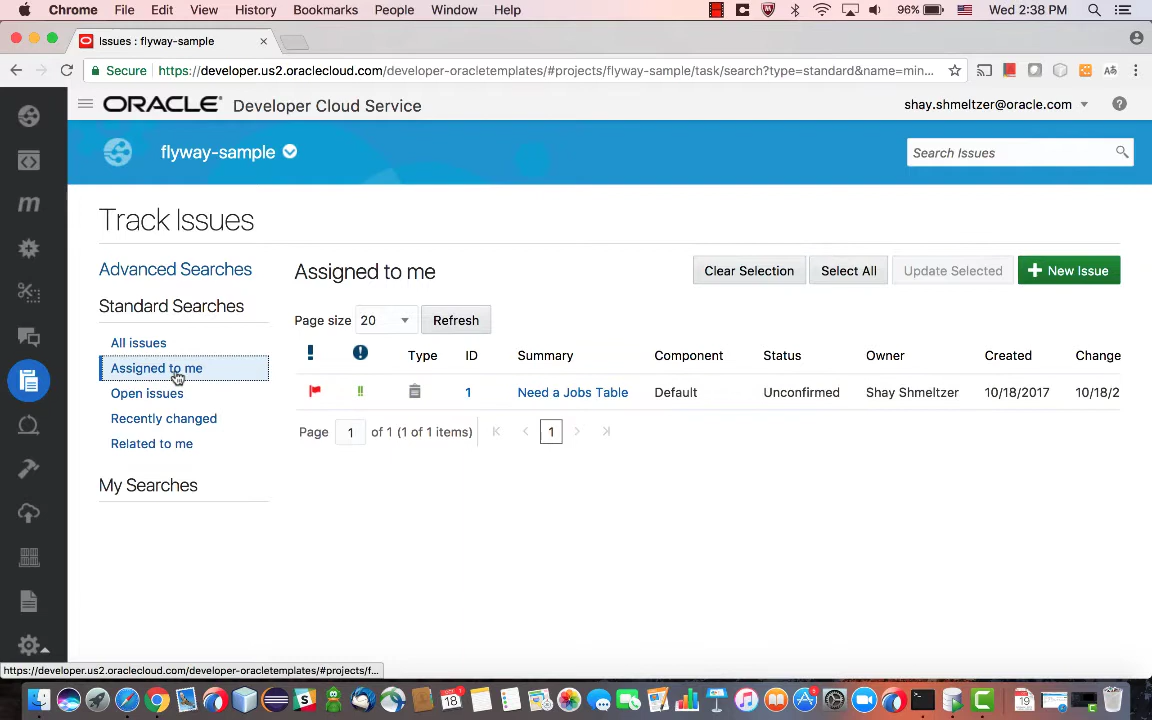 Chrome File Edit View History Bookmarks People Window Help 96% Wed 2:38 PM
Issues : flyway-sample
Secure https://developer.us2.oraclecloud.com/developer-oracletemplates/#projects/flyway-sample/task/search?type=standard&name=min...
ORACLE® Developer Cloud Service shay.shmeltzer@oracle.com
flyway-sample Search Issues
Track Issues
Advanced Searches Assigned to me Clear Selection Select All Update Selected New Issue
Standard Searches Page size 20 Refresh
All issues Type ID Summary Component Status Owner Created Change
Assigned to me
Open issues 1 Need a Jobs Table Default Unconfirmed Shay Shmeltzer 10/18/2017 10/18/2
Recently changed
Page 1 of 1 (1 of 1 items) 1
Related to me
My Searches
https://developer.us2.oraclecloud.com/developer-oracletemplates/#projects/f...